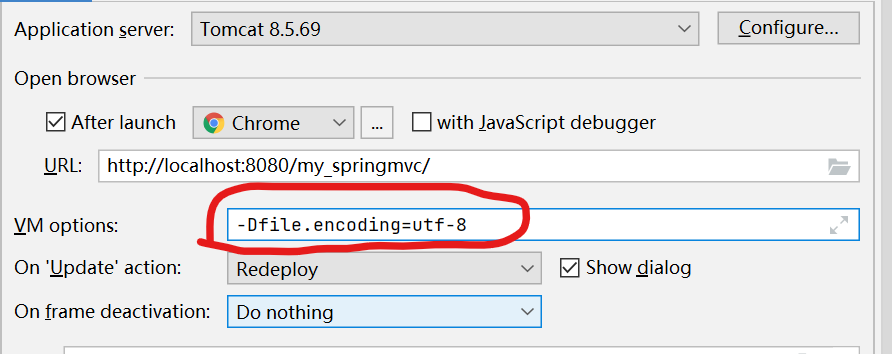 Application server: Tomcat 8.5.69 Configure...
Open browser
After launch Chrome ... with JavaScript debugger
URL: http://localhost:8080/my_springmvc/
VM options: -Dfile.encoding=utf-8
On 'Update' action: Redeploy Show dialog
On frame deactivation: Do nothing